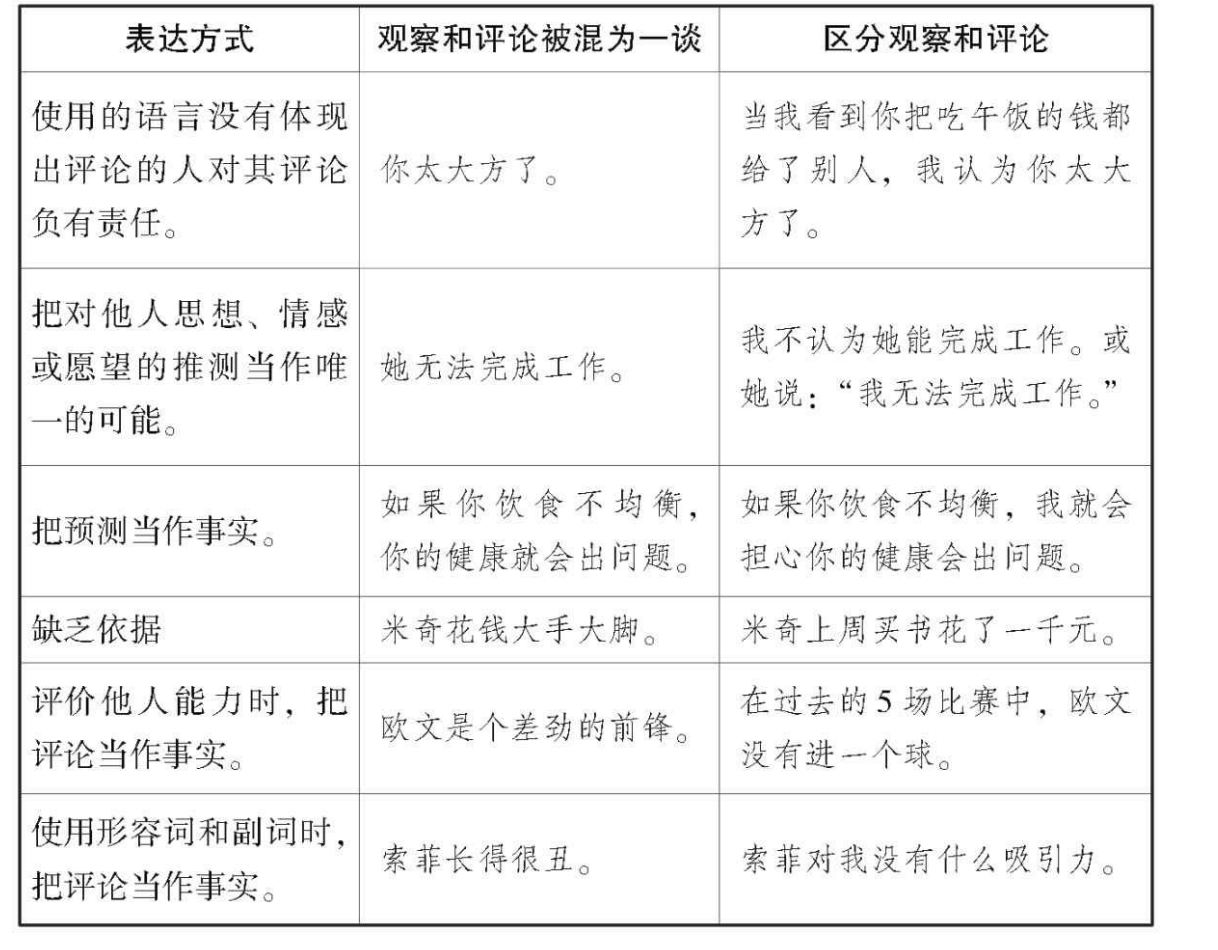 表达方式
观察和评论被混为一谈
区分观察和评论
使用的语言没有体现
出评论的人对其评论
负有责任。
你太大方了。
当我看到你把吃午饭的钱都
给了别人，我认为你太大
方了。
把对他人思想、情感
或愿望的推测当作唯
一的可能。
她无法完成工作。
我不认为她能完成工作。或
她说：“我无法完成工作。”
把预测当作事实。
如果你饮食不均衡，
你的健康就会出问题。
如果你饮食不均衡，我就会
担心你的健康会出问题。
缺乏依据
米奇花钱大手大脚。
米奇上周买书花了一千元。
评价他人能力时，把
评论当作事实。
欧文是个差劲的前锋。
在过去的5场比赛中，欧文
没有进一个球。
使用形容词和副词时，
把评论当作事实。
索菲长得很丑。
索菲对我没有什么吸引力。